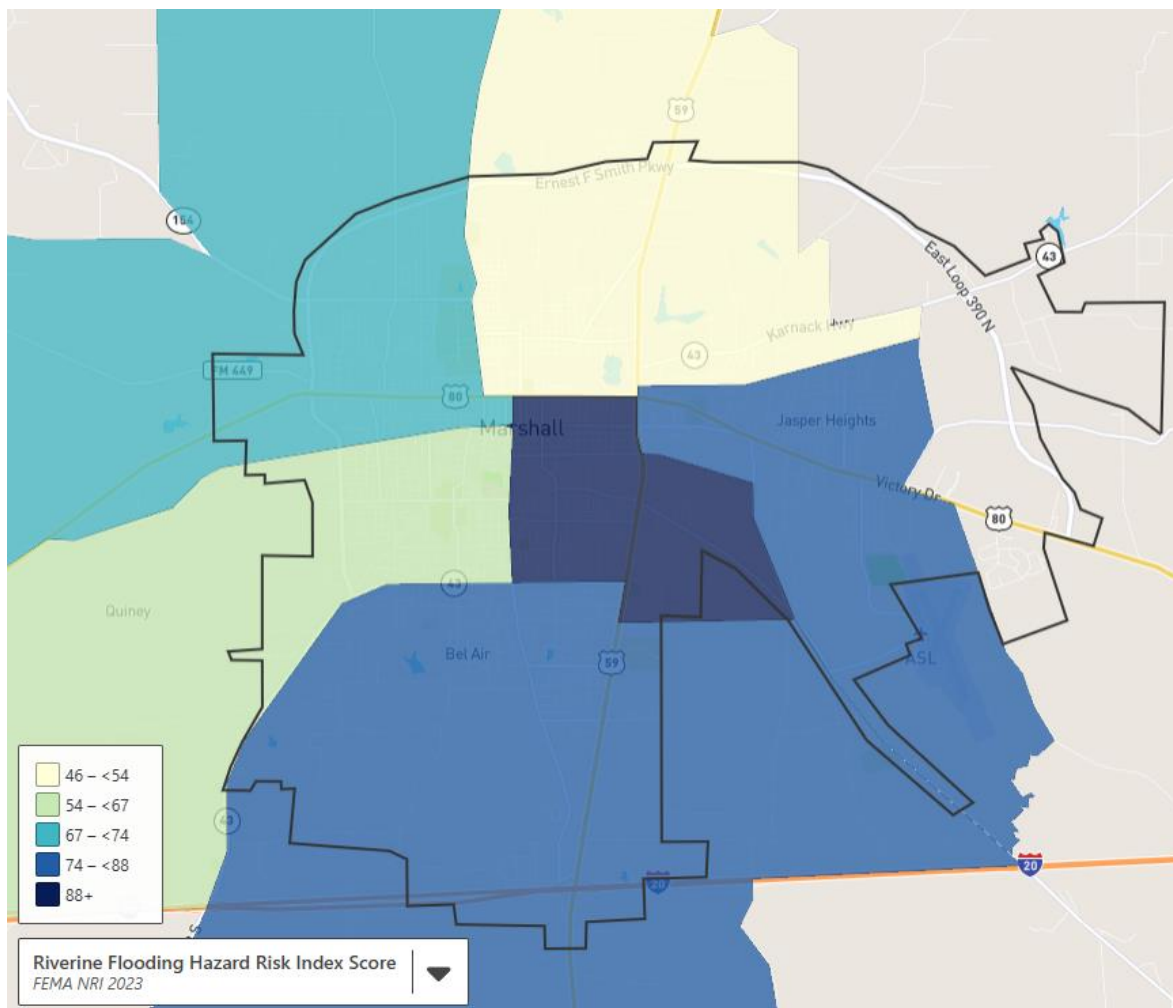 59
Ernest F Smith Pkwy
154
43
East Loop 390 N
Karnack Hwy
43
FM 449
80
Marshall
Jasper Heights
Victory Dr
80
43
Quiney
Bel Air
59
ASL
43
20
20
46 – <54
54 – <67
67 – <74
74 – <88
88+
S
Riverine Flooding Hazard Risk Index Score
FEMA NRI 2023